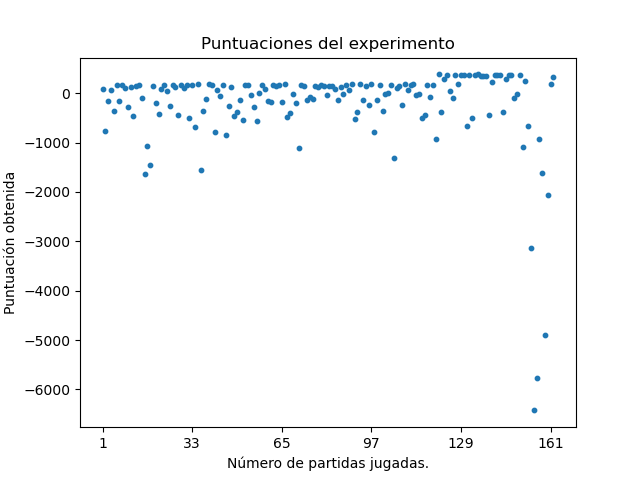 Puntuaciones del experimento
Puntuación obtenida
0
−1000
−2000
−3000
−4000
−5000
−6000
1 33 65 97 129 161
Número de partidas jugadas.